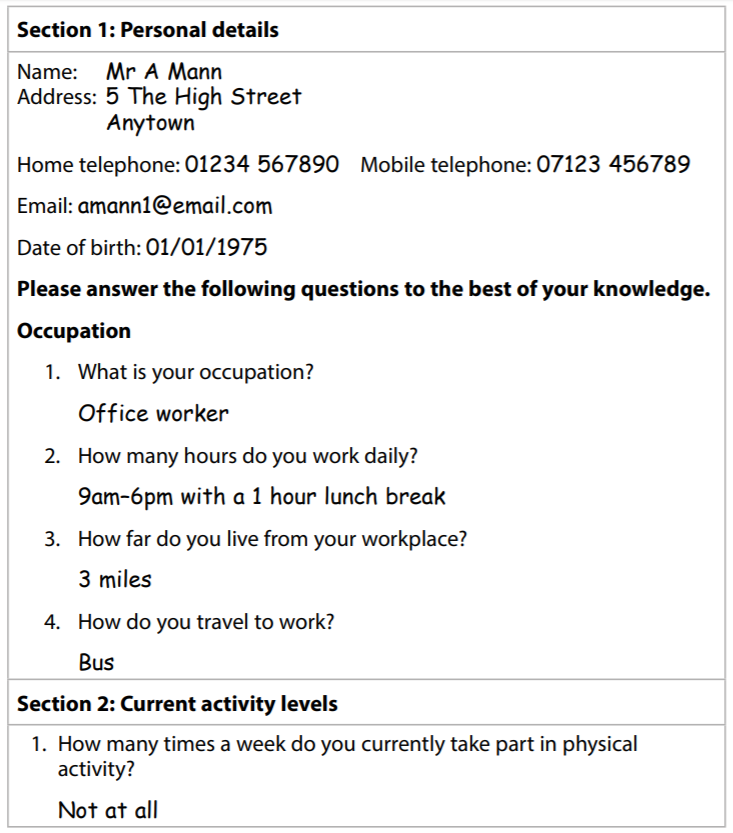 Section 1: Personal details
Name: Mr A Mann
Address: 5 The High Street
Anytown
Home telephone: 01234 567890 Mobile telephone: 07123 456789
Email: amann1@email.com
Date of birth: 01/01/1975
Please answer the following questions to the best of your knowledge.
Occupation
1. What is your occupation?
Office worker
2. How many hours do you work daily?
9am–6pm with a 1 hour lunch break
3. How far do you live from your workplace?
3 miles
4. How do you travel to work?
Bus
Section 2: Current activity levels
1. How many times a week do you currently take part in physical
activity?
Not at all